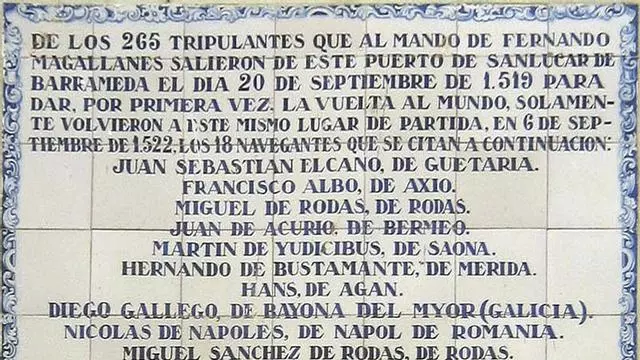 DE LOS 265 TRIPULANTES QUE AL MANDO DE FERNANDO
MAGALLANES SALIERON DE ESTE PUERTO DE SANLUCAR DE
BARRAMEDA EL DIA 20 DE SEPTIEMBRE DE 1.519 PARA
DAR, POR PRIMERA VEZ, LA VUELTA AL MUNDO, SOLAMEN-
TE VOLVIERON A ESTE MISMO LUGAR DE PARTIDA, EN 6 DE SEP-
TIEMBRE DE 1.522, LOS 18 NAVEGANTES QUE SE CITAN A CONTINUACION:
JUAN SEBASTIAN ELCANO, DE GUETARIA.
FRANCISCO ALBO, DE AXIO.
MIGUEL DE RODAS, DE RODAS.
JUAN DE ACURIO, DE BERMEO.
MARTIN DE YUDICIBUS, DE SAONA.
HERNANDO DE BUSTAMANTE, DE MERIDA.
HANS, DE AGAN.
DIEGO GALLEGO, DE BAYONA DEL MYOR (GALICIA).
NICOLAS DE NAPOLES, DE NAPOL DE ROMANIA.
MIGUEL SANCHEZ DE RODAS, DE RODAS.